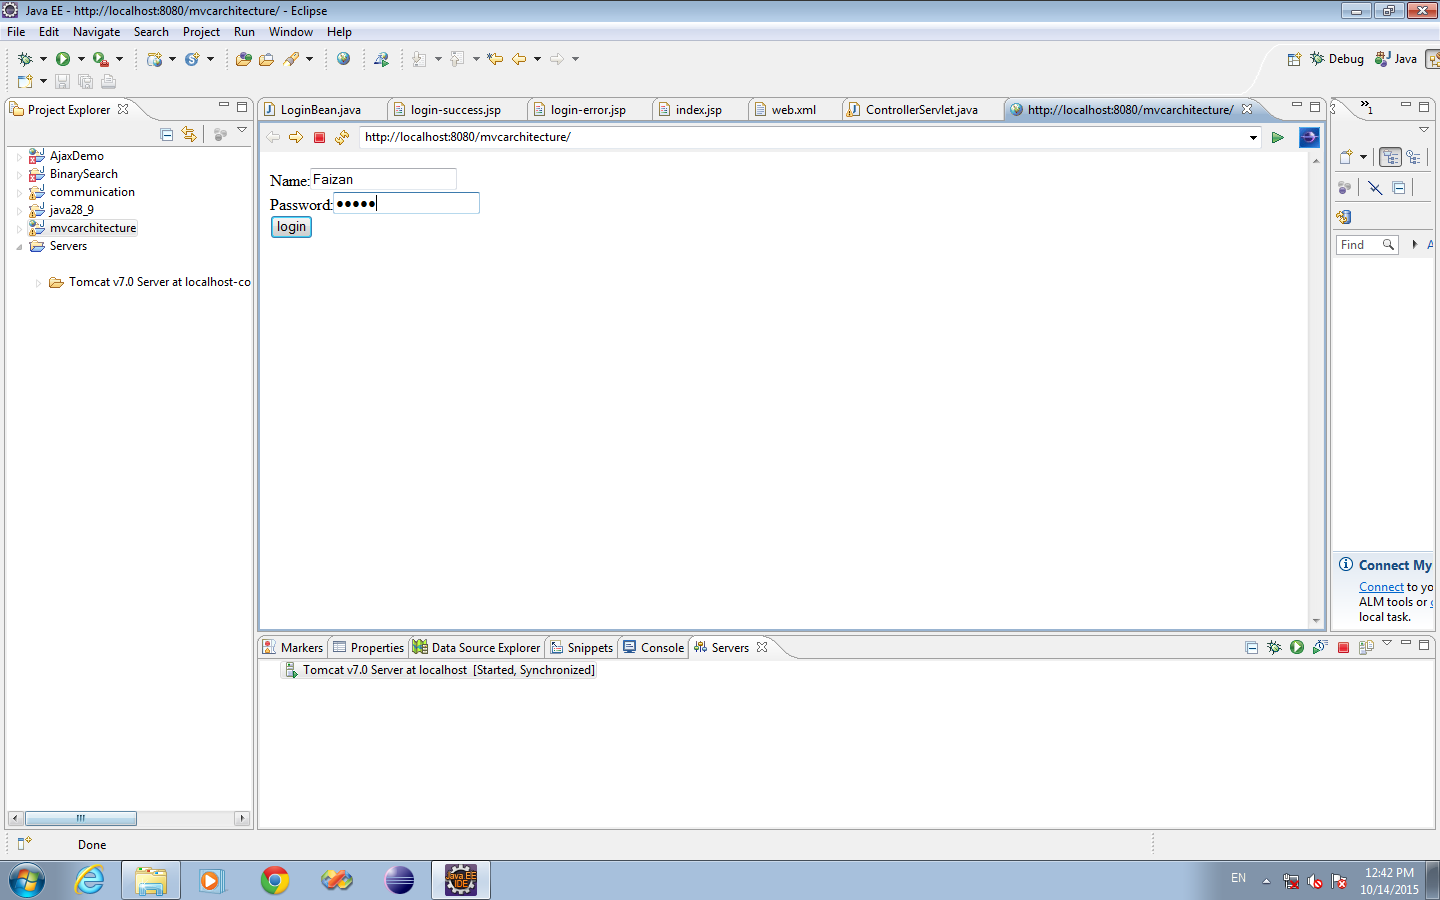 Java EE - http://localhost:8080/mvcarchitecture/ - Eclipse
File Edit Navigate Search Project Run Window Help
Debug Java
Project Explorer
LoginBean.java login-success.jsp login-error.jsp index.jsp web.xml ControllerServlet.java http://localhost:8080/mvcarchitecture/
1
http://localhost:8080/mvcarchitecture/
AjaxDemo
BinarySearch
communication
java28_9
mvcarchitecture
Servers
Tomcat v7.0 Server at localhost-co
Name: Faizan
Password: •••••
login
Find A
Connect My
Connect to yo
ALM tools or
local task.
Markers Properties Data Source Explorer Snippets Console Servers
Tomcat v7.0 Server at localhost [Started, Synchronized]
Done
Java EE
IDE
EN
12:42 PM
10/14/2015